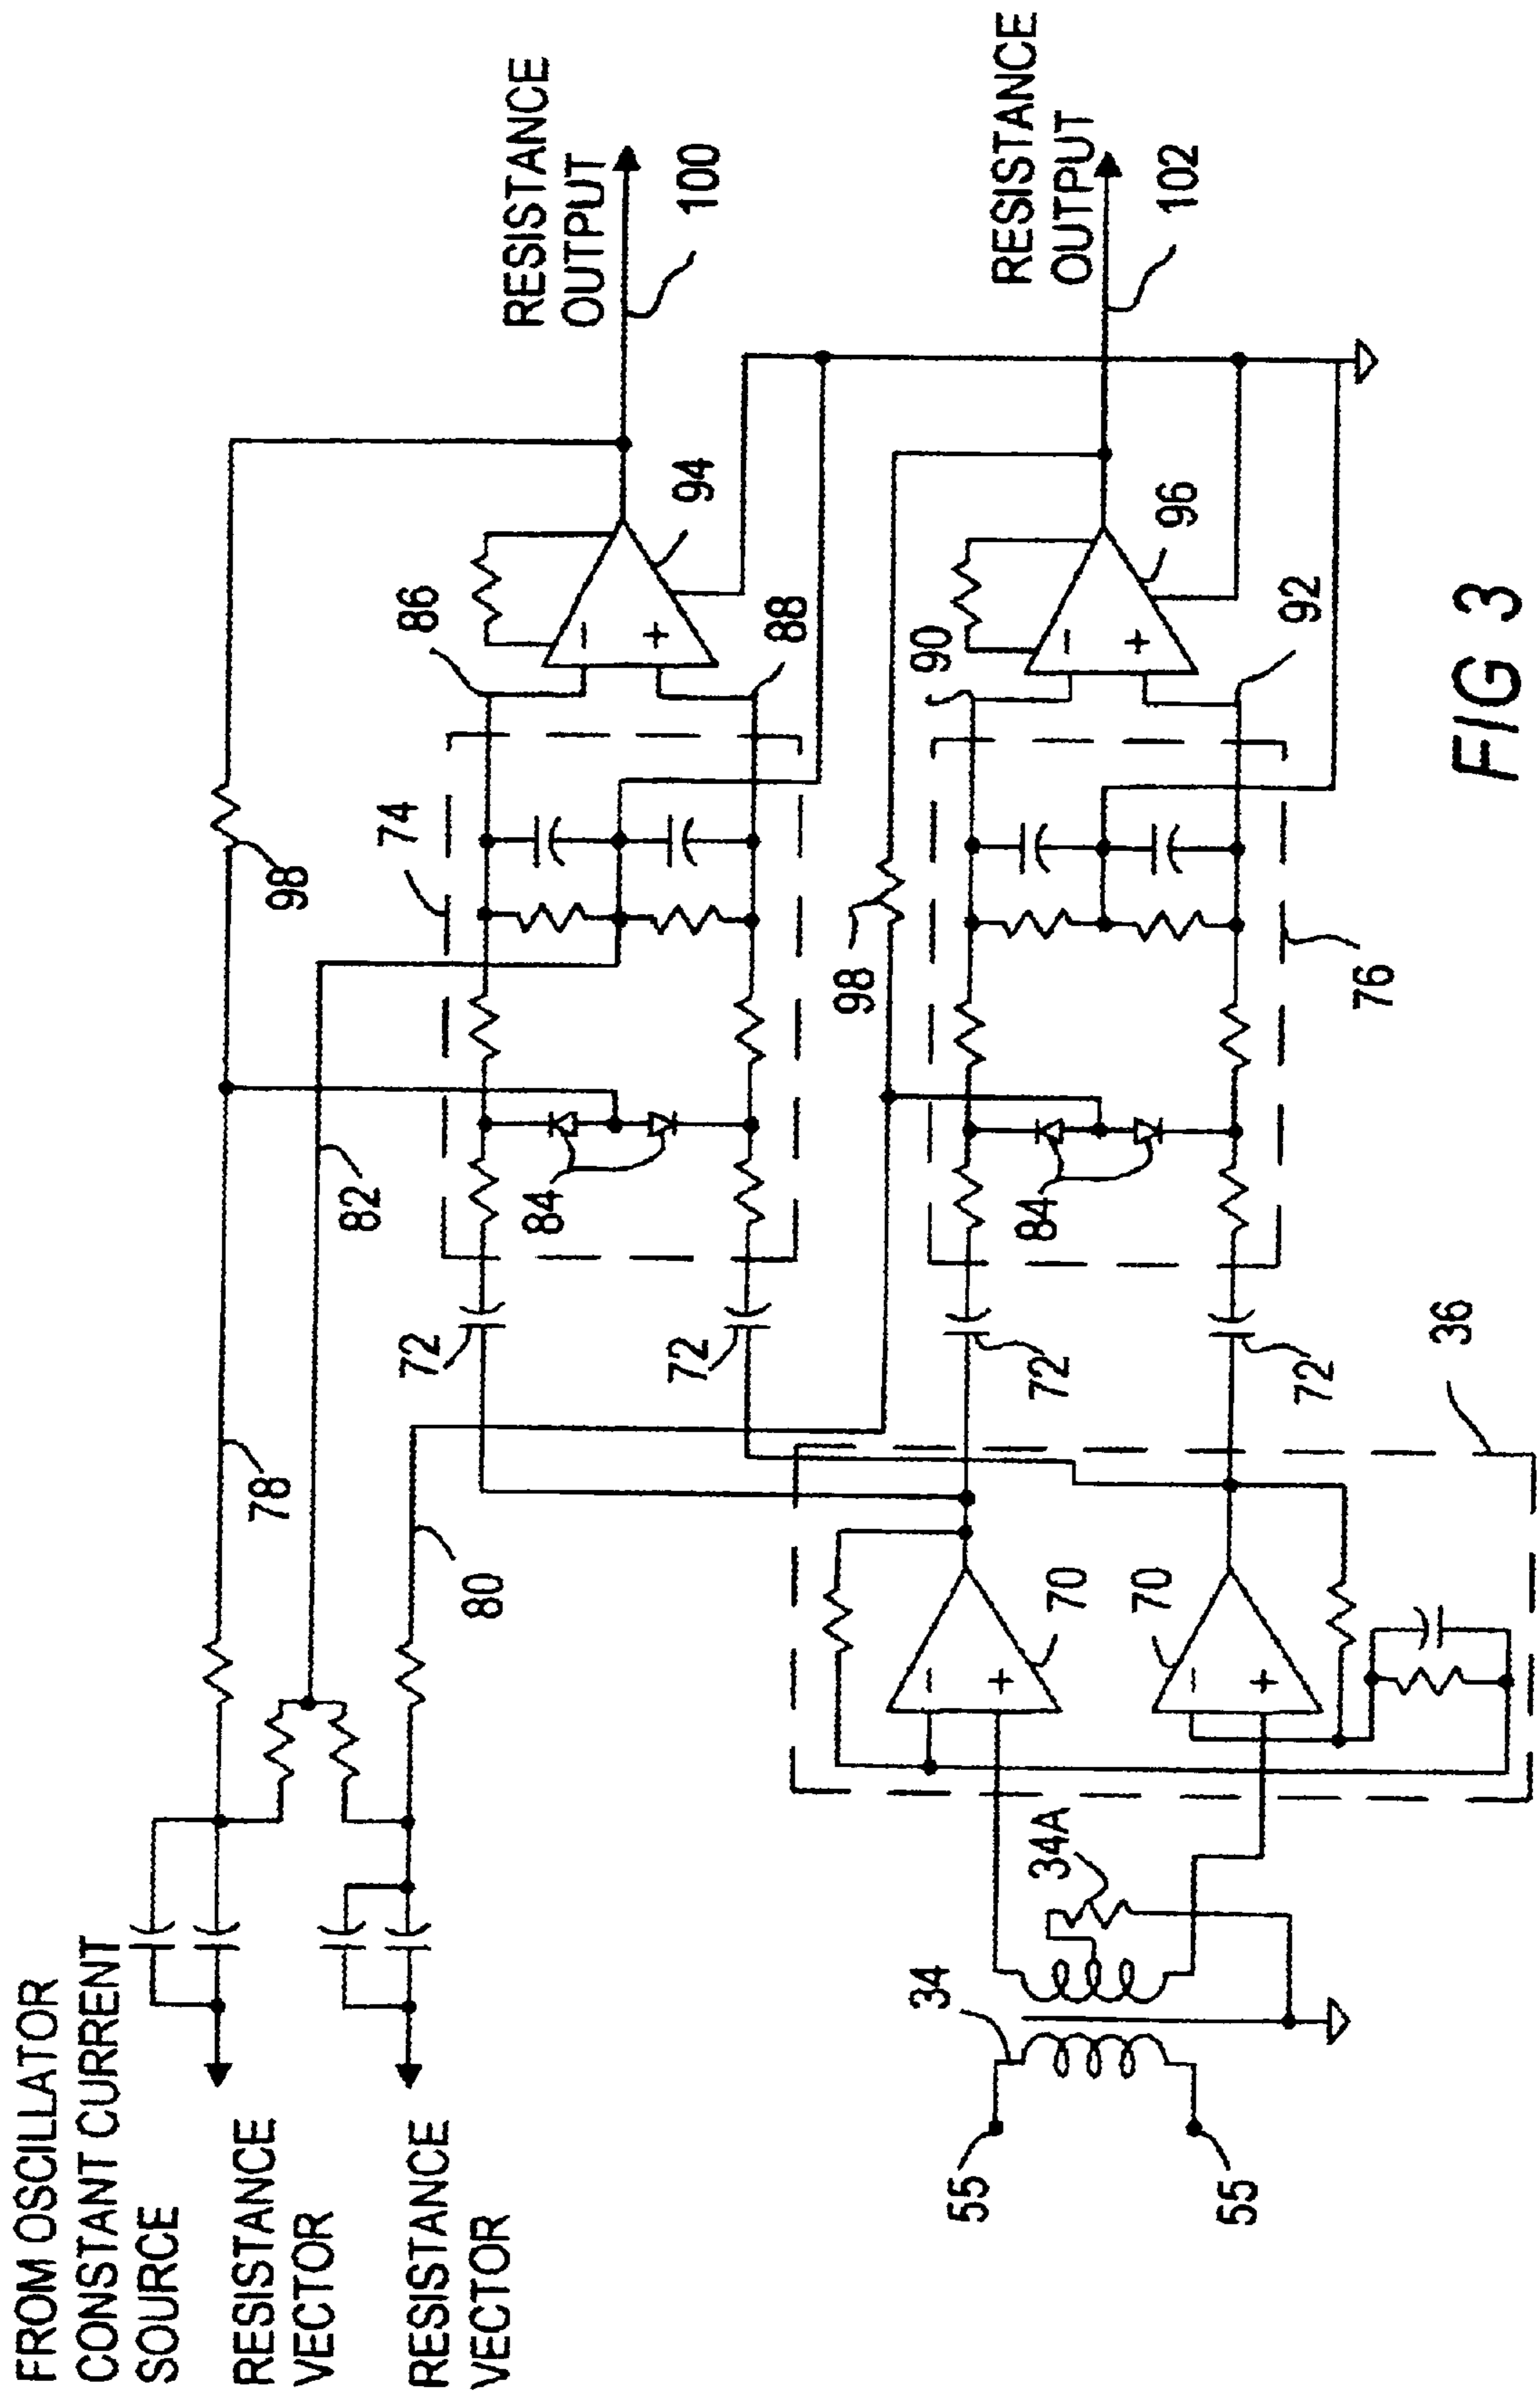 FROM OSCILLATOR
CONSTANT CURRENT
SOURCE
RESISTANCE
VECTOR
RESISTANCE
VECTOR
78
82
80
98
74
86
88
94
RESISTANCE
OUTPUT
100
84
72
72
98
90
92
96
RESISTANCE
OUTPUT
102
84
76
72
72
36
70
70
−
+
−
+
−
+
−
+
34
34A
55
55
FIG 3